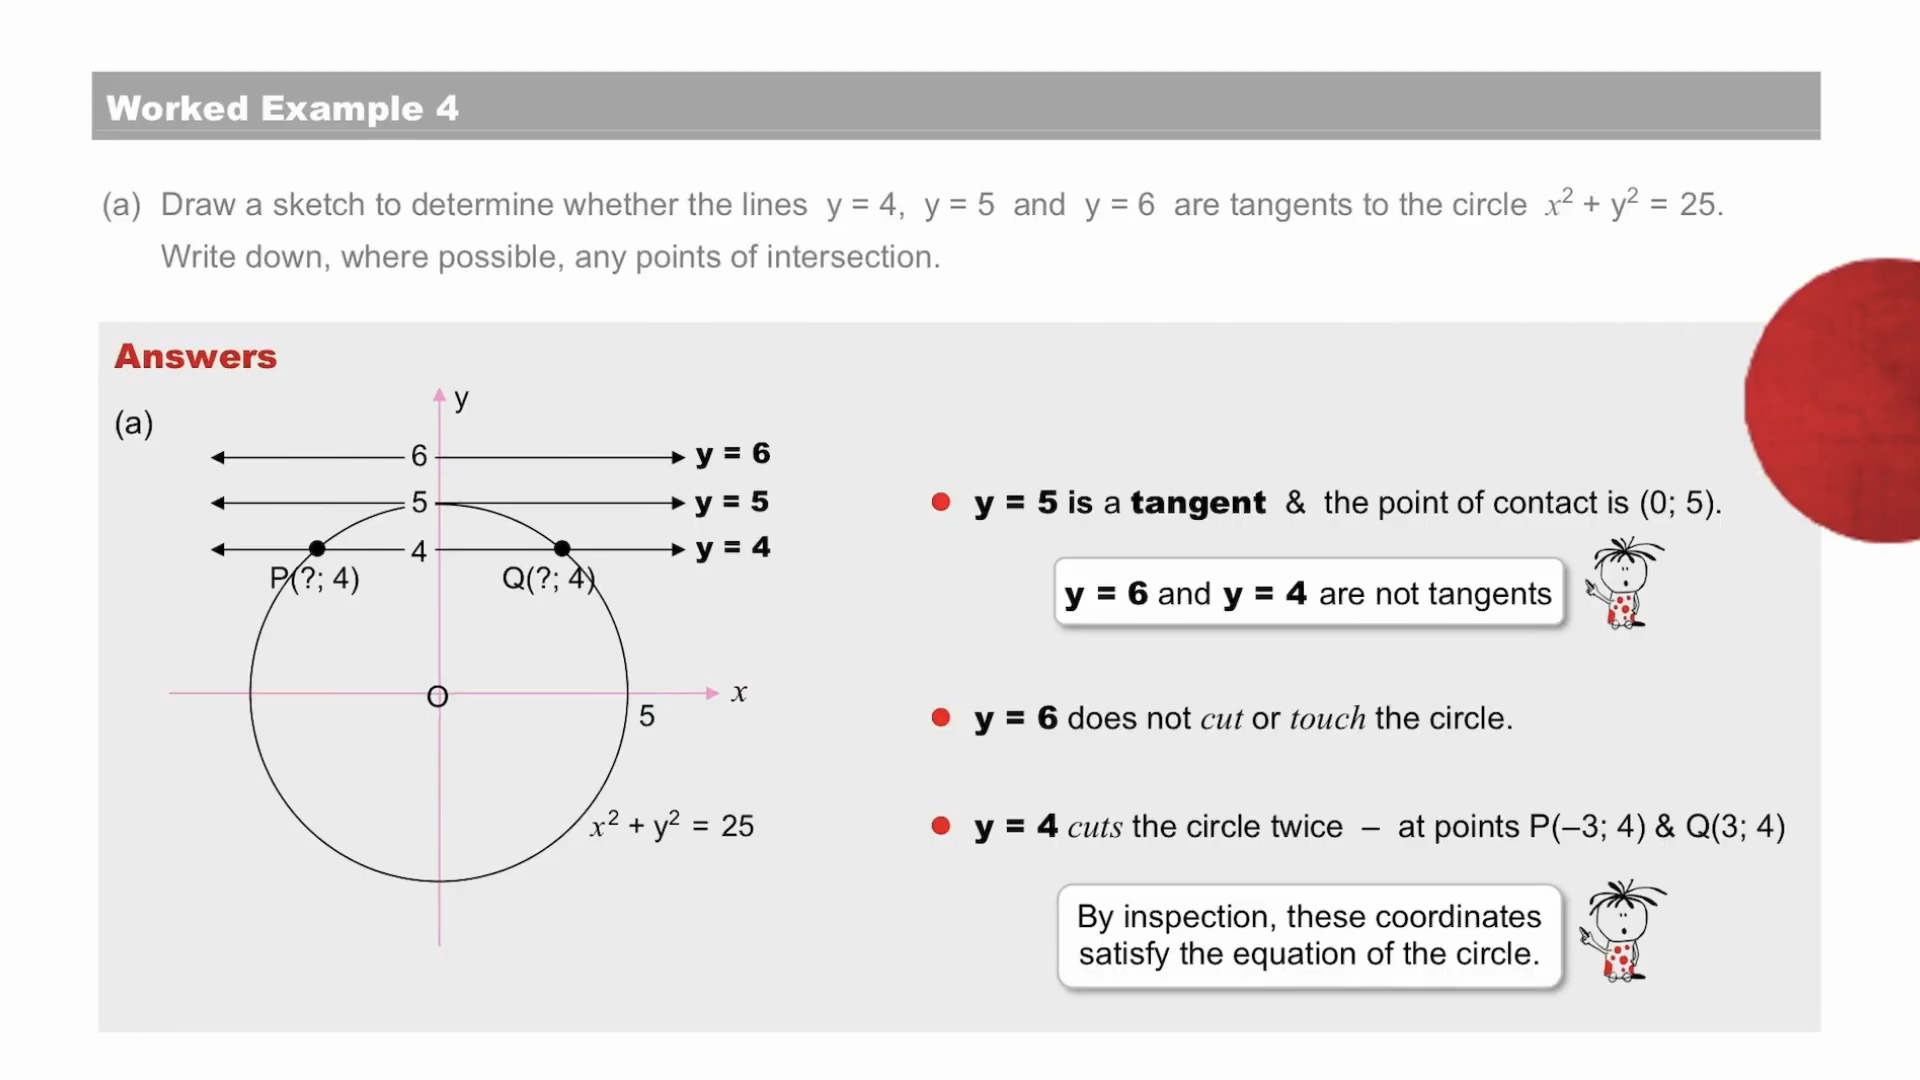 Worked Example 4
(a) Draw a sketch to determine whether the lines y = 4, y = 5 and y = 6 are tangents to the circle x² + y² = 25.
Write down, where possible, any points of intersection.
Answers
(a)
y
6
y = 6
5
y = 5
4
y = 4
P(?; 4)
Q(?; 4)
O
x
5
x² + y² = 25
y = 5 is a tangent & the point of contact is (0; 5).
y = 6 and y = 4 are not tangents
y = 6 does not cut or touch the circle.
y = 4 cuts the circle twice – at points P(–3; 4) & Q(3; 4)
By inspection, these coordinates
satisfy the equation of the circle.